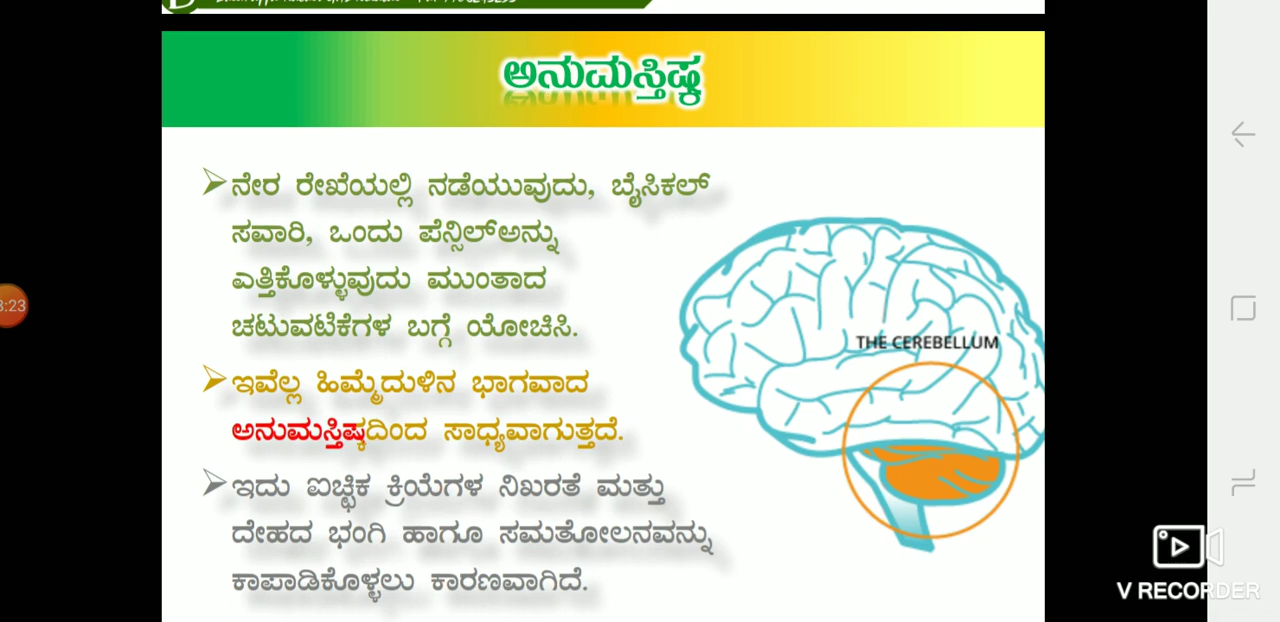 ಅನುಮಸ್ತಿಷ್ಕ
ನೇರ ರೇಖೆಯಲ್ಲಿ ನಡೆಯುವುದು, ಬೈಸಿಕಲ್
ಸವಾರಿ, ಒಂದು ಪೆನ್ಸಿಲ್‌ಅನ್ನು
ಎತ್ತಿಕೊಳ್ಳುವುದು ಮುಂತಾದ
ಚಟುವಟಿಕೆಗಳ ಬಗ್ಗೆ ಯೋಚಿಸಿ.
THE CEREBELLUM
ಇವೆಲ್ಲ ಹಿಮ್ಮೆದುಳಿನ ಭಾಗವಾದ
ಅನುಮಸ್ತಿಷ್ಕದಿಂದ ಸಾಧ್ಯವಾಗುತ್ತದೆ.
ಇದು ಐಚ್ಛಿಕ ಕ್ರಿಯೆಗಳ ನಿಖರತೆ ಮತ್ತು
ದೇಹದ ಭಂಗಿ ಹಾಗೂ ಸಮತೋಲನವನ್ನು
ಕಾಪಾಡಿಕೊಳ್ಳಲು ಕಾರಣವಾಗಿದೆ.
:23
V RECORDER